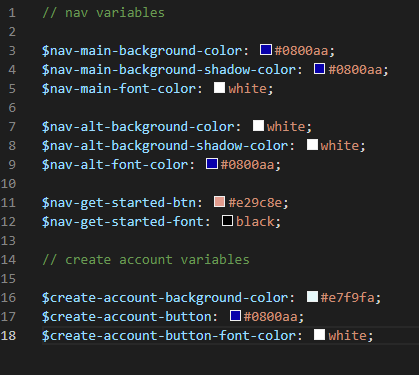 1 // nav variables
2
3 $nav-main-background-color: #0800aa;
4 $nav-main-background-shadow-color: #0800aa;
5 $nav-main-font-color: white;
6
7 $nav-alt-background-color: white;
8 $nav-alt-background-shadow-color: white;
9 $nav-alt-font-color: #0800aa;
10
11 $nav-get-started-btn: #e29c8e;
12 $nav-get-started-font: black;
13
14 // create account variables
15
16 $create-account-background-color: #e7f9fa;
17 $create-account-button: #0800aa;
18 $create-account-button-font-color: white;